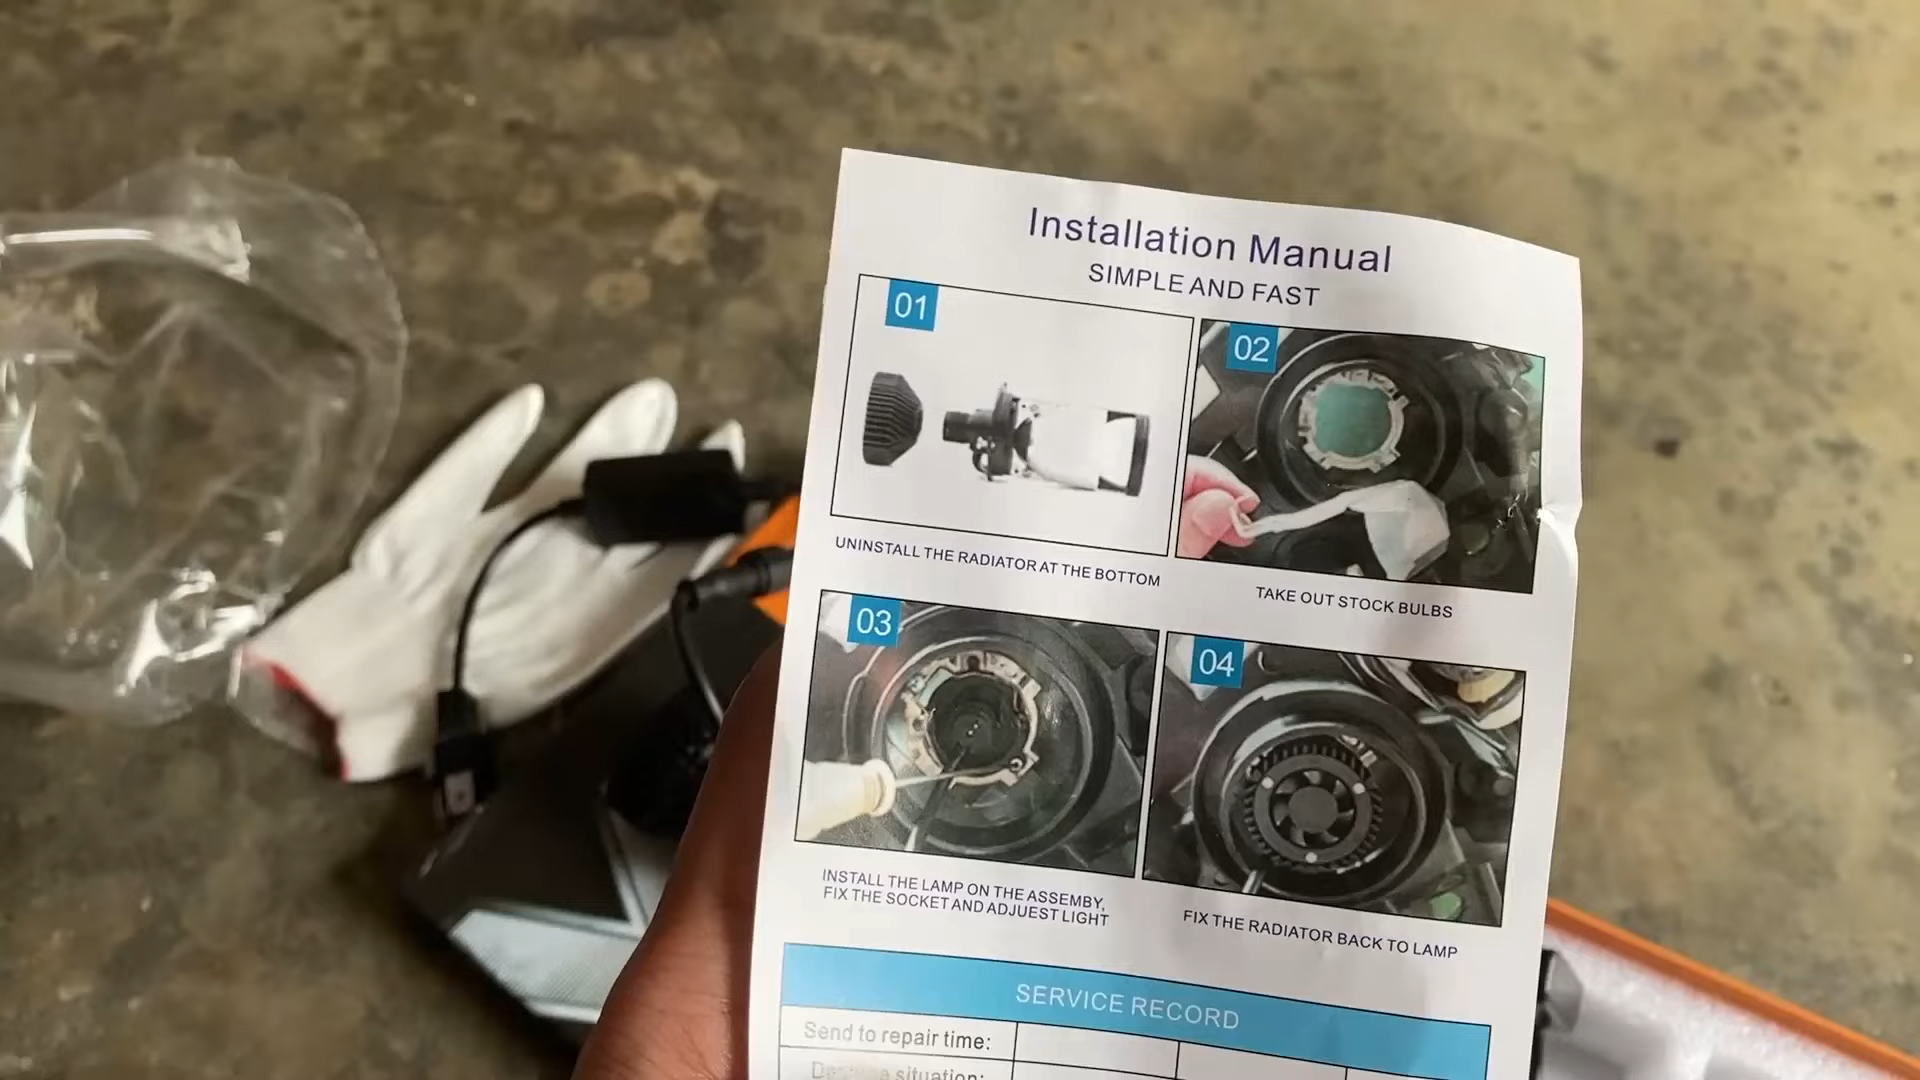 Installation Manual
SIMPLE AND FAST
01
02
UNINSTALL THE RADIATOR AT THE BOTTOM
TAKE OUT STOCK BULBS
03
04
INSTALL THE LAMP ON THE ASSEMBY,
FIX THE SOCKET AND ADJUEST LIGHT
FIX THE RADIATOR BACK TO LAMP
SERVICE RECORD
Send to repair time:
situation: